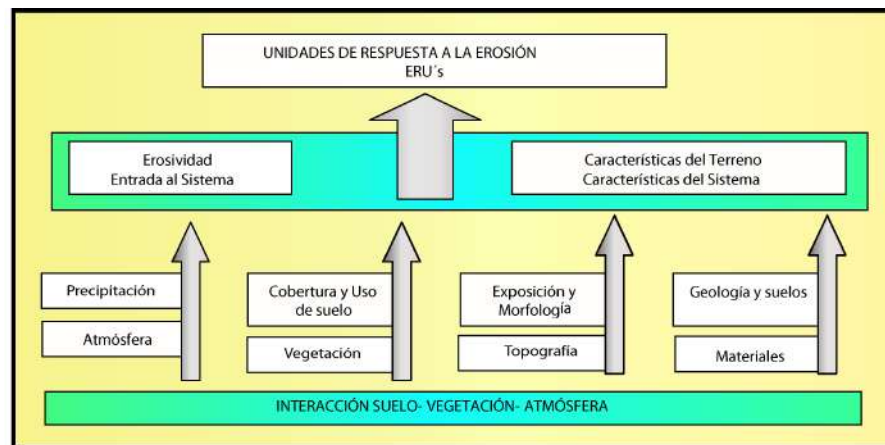 UNIDADES DE RESPUESTA A LA EROSIÓN
ERU´s
Erosividad
Entrada al Sistema
Características del Terreno
Características del Sistema
Precipitación
Atmósfera
Cobertura y Uso
de suelo
Vegetación
Exposición y
Morfología
Topografía
Geología y suelos
Materiales
INTERACCIÓN SUELO- VEGETACIÓN- ATMÓSFERA